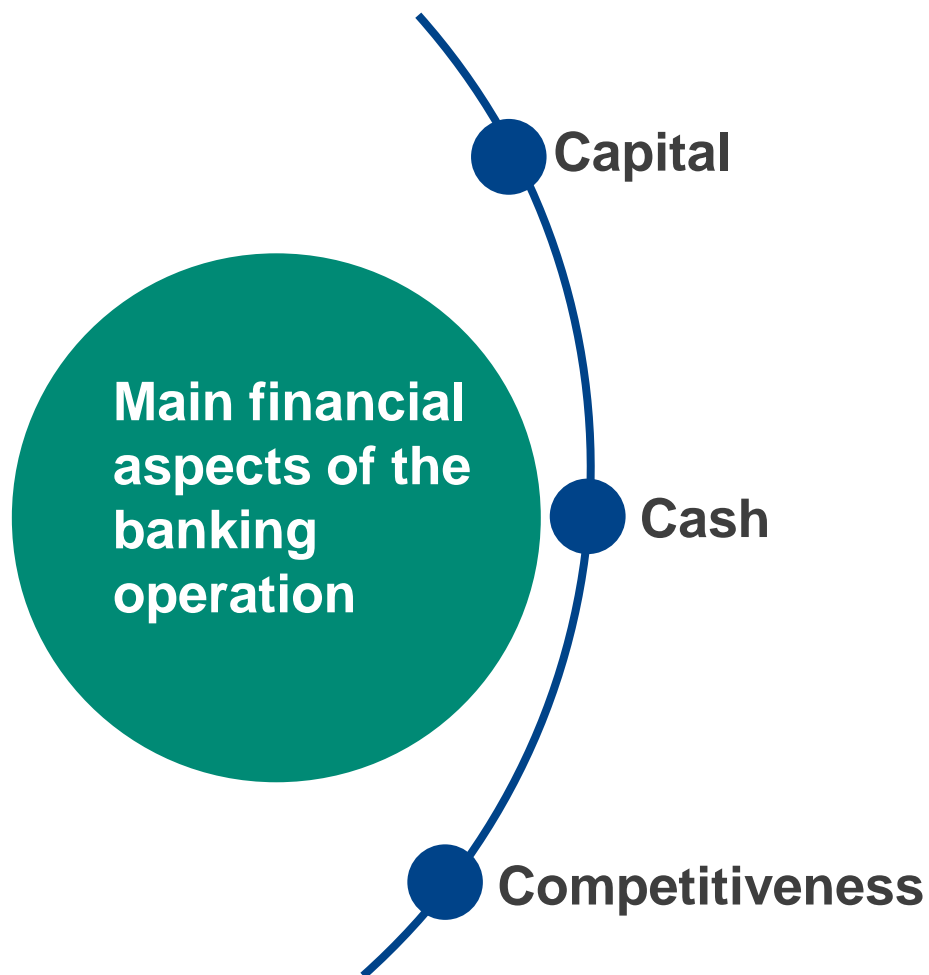 Capital
Main financial
aspects of the
banking
operation
Cash
Competitiveness